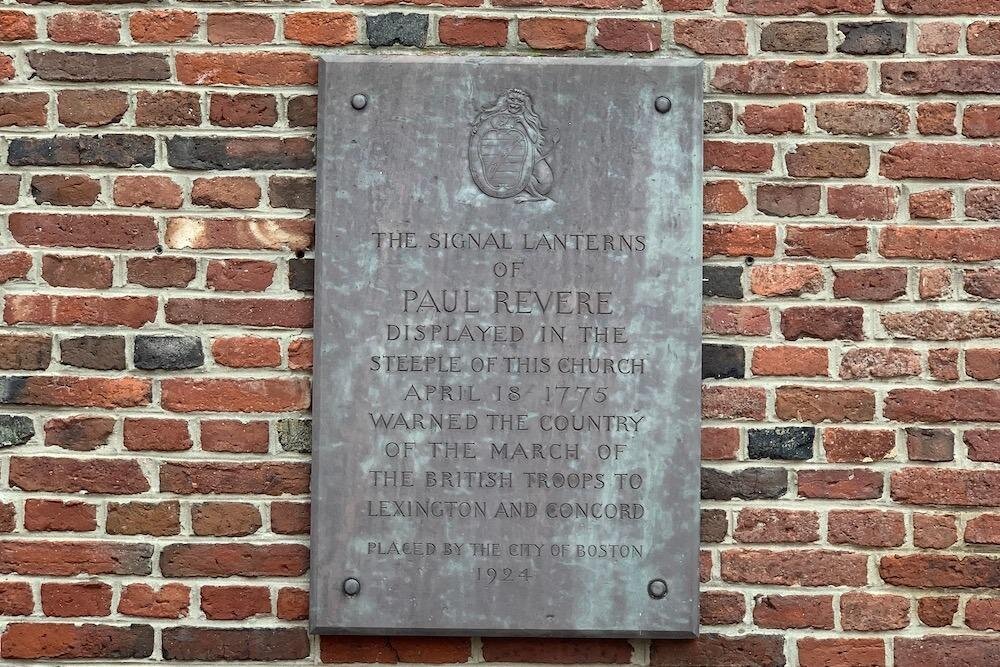 THE SIGNAL LANTERNS
OF
PAUL REVERE
DISPLAYED IN THE
STEEPLE OF THIS CHURCH
APRIL 18 1775
WARNED THE COUNTRY
OF THE MARCH OF
THE BRITISH TROOPS TO
LEXINGTON AND CONCORD
PLACED BY THE CITY OF BOSTON
1924